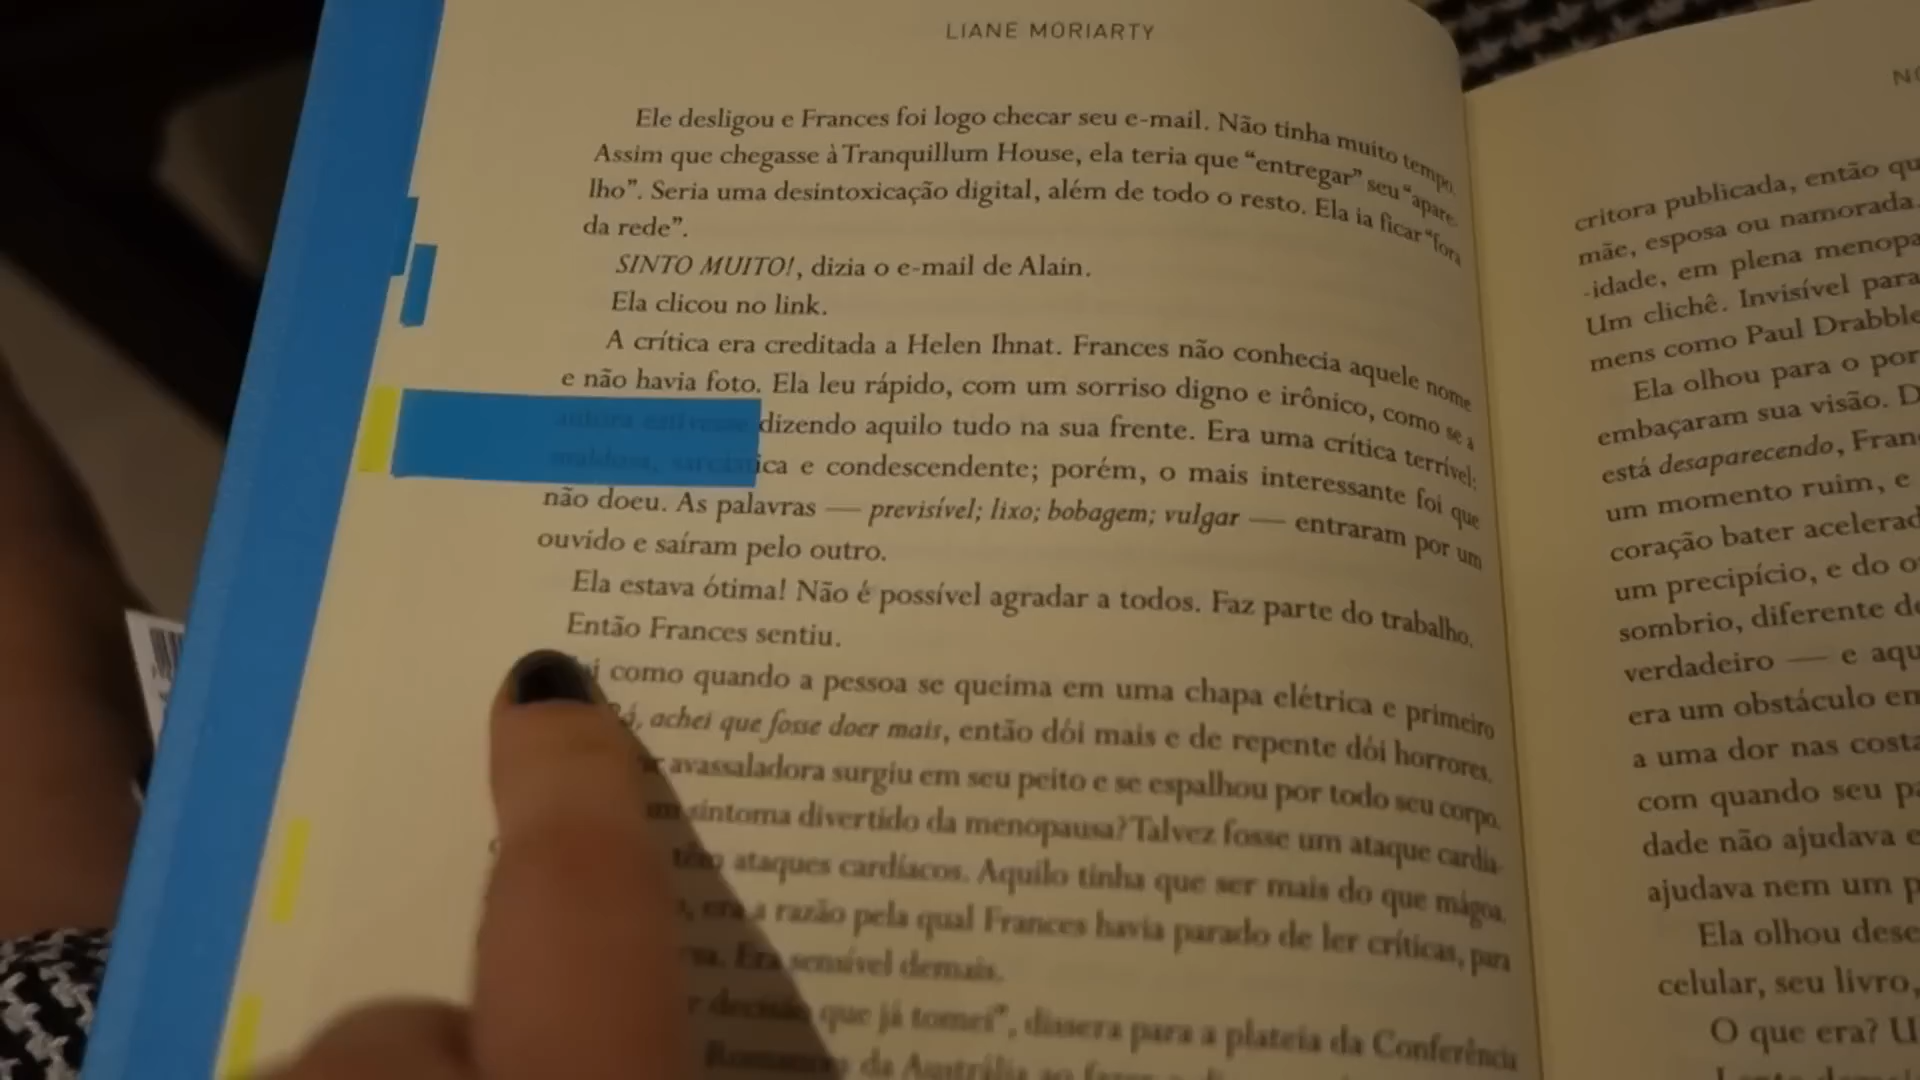 LIANE MORIARTY
Ele desligou e Frances foi logo checar seu e-mail. Não tinha muito tempo.
Assim que chegasse à Tranquillum House, ela teria que “entregar” seu “apare-
lho”. Seria uma desintoxicação digital, além de todo o resto. Ela ia ficar “fora
da rede”.
SINTO MUITO!, dizia o e-mail de Alain.
Ela clicou no link.
A crítica era creditada a Helen Ihnat. Frances não conhecia aquele nome
e não havia foto. Ela leu rápido, com um sorriso digno e irônico, como se a
autora estivesse dizendo aquilo tudo na sua frente. Era uma crítica terrível:
maldosa, sarcástica e condescendente; porém, o mais interessante foi que
não doeu. As palavras — previsível; lixo; bobagem; vulgar — entraram por um
ouvido e saíram pelo outro.
Ela estava ótima! Não é possível agradar a todos. Faz parte do trabalho.
Então Frances sentiu.
como quando a pessoa se queima em uma chapa elétrica e primeiro
achei que fosse doer mais, então dói mais e de repente dói horrores.
avassaladora surgiu em seu peito e se espalhou por todo seu corpo.
sintoma divertido da menopausa? Talvez fosse um ataque cardía-
têm ataques cardíacos. Aquilo tinha que ser mais do que mágoa.
era a razão pela qual Frances havia parado de ler críticas, para
Era sensível demais.
decisão que já tomei”, dissera para a plateia da Conferência
da Austrália ao fazer
NO
critora publicada, então
mãe, esposa ou namorada.
-idade, em plena
Um clichê. Invisível para
mens como Paul Drabble
Ela olhou para o
embaçaram sua visão.
está desaparecendo,
um momento ruim, e
coração bater
um precipício, e do
sombrio, diferente
verdadeiro — e
era um obstáculo
a uma dor nas
com quando seu
dade não ajudava e
ajudava nem um
Ela olhou
celular, seu livro,
O que era?